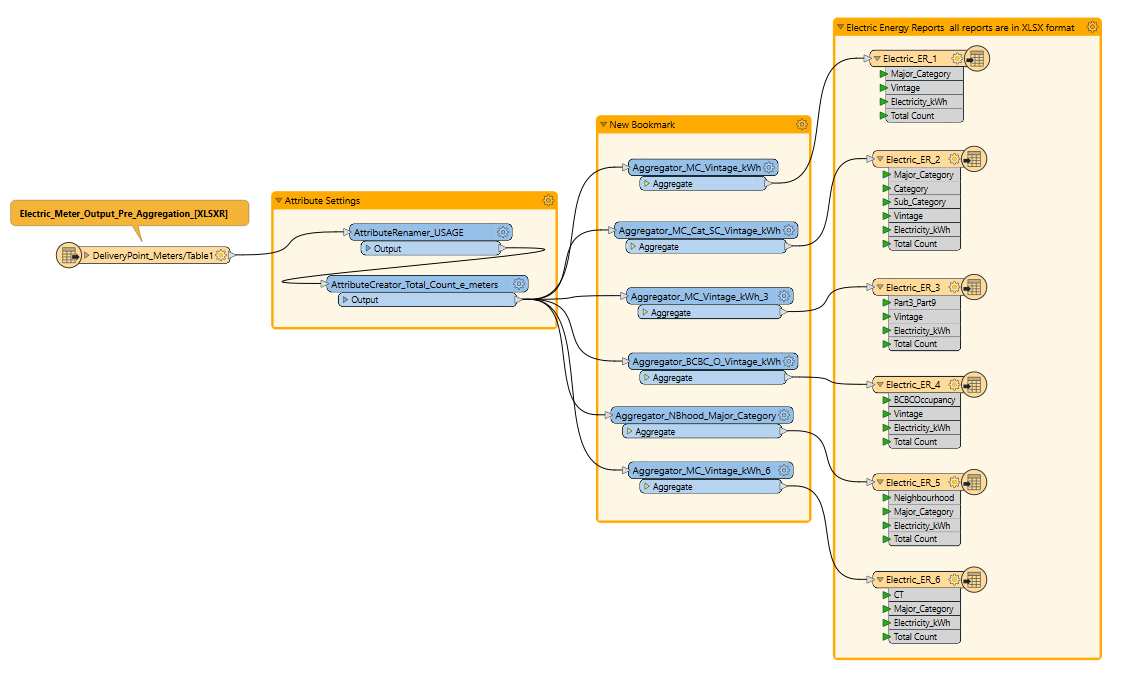 Electric_Meter_Output_Pre_Aggregation_[XLSXR]
DeliveryPoint_Meters/Table1
Attribute Settings
AttributeRenamer_USAGE
Output
AttributeCreator_Total_Count_e_meters
Output
New Bookmark
Aggregator_MC_Vintage_kWh
Aggregate
Aggregator_MC_Cat_SC_Vintage_kWh
Aggregate
Aggregator_MC_Vintage_kWh_3
Aggregate
Aggregator_BCBC_O_Vintage_kWh
Aggregate
Aggregator_NBhood_Major_Category
Aggregate
Aggregator_MC_Vintage_kWh_6
Aggregate
Electric Energy Reports  all reports are in XLSX format
Electric_ER_1
Major_Category
Vintage
Electricity_kWh
Total Count
Electric_ER_2
Major_Category
Category
Sub_Category
Vintage
Electricity_kWh
Total Count
Electric_ER_3
Part3_Part9
Vintage
Electricity_kWh
Total Count
Electric_ER_4
BCBCOccupancy
Vintage
Electricity_kWh
Total Count
Electric_ER_5
Neighbourhood
Major_Category
Electricity_kWh
Total Count
Electric_ER_6
CT
Major_Category
Electricity_kWh
Total Count